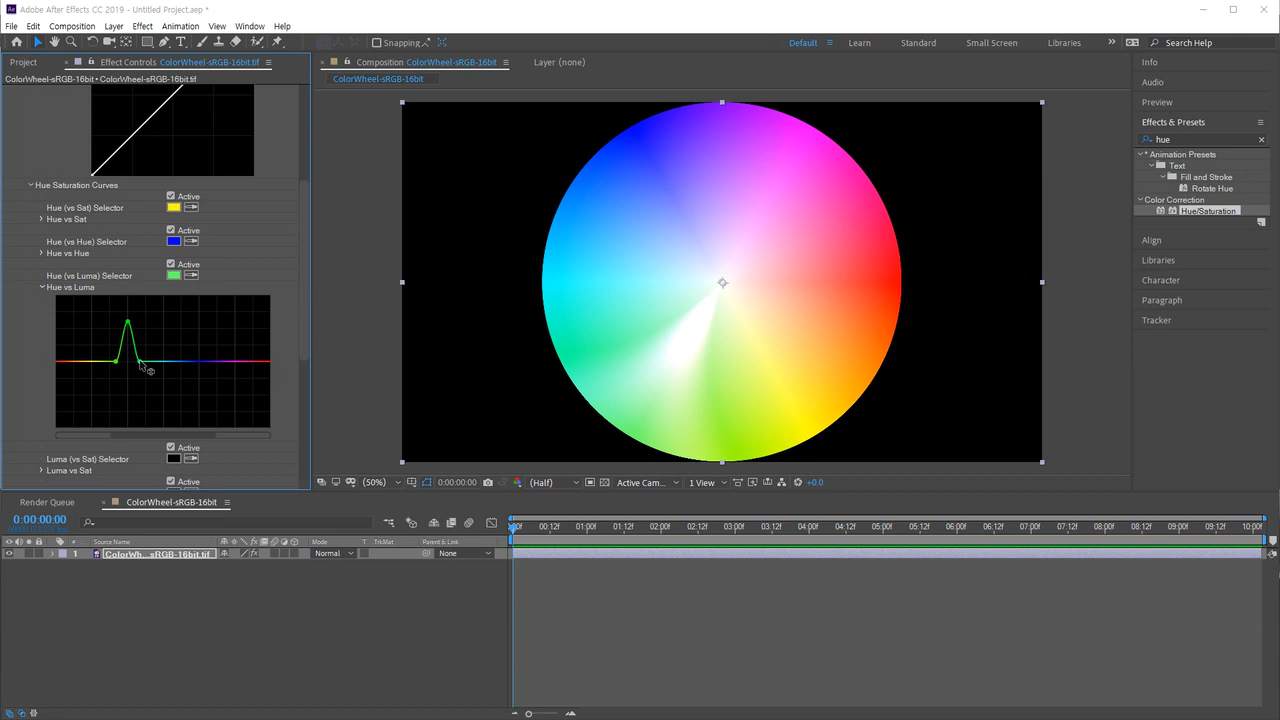 Adobe After Effects CC 2019 - Untitled Project.aep *
File Edit Composition Layer Effect Animation View Window Help
Snapping Default Learn Standard Small Screen Libraries Search Help
Project Effect Controls ColorWheel-sRGB-16bit.tif
ColorWheel-sRGB-16bit • ColorWheel-sRGB-16bit.tif
Hue Saturation Curves
Active
Hue (vs Sat) Selector
Hue vs Sat
Active
Hue (vs Hue) Selector
Hue vs Hue
Active
Hue (vs Luma) Selector
Hue vs Luma
Active
Luma (vs Sat) Selector
Luma vs Sat
Active
Composition ColorWheel-sRGB-16bit Layer (none)
ColorWheel-sRGB-16bit
(50%) 0:00:00:00 (Half) Active Cam... 1 View +0.0
Info
Audio
Preview
Effects & Presets
hue
* Animation Presets
Text
Fill and Stroke
Rotate Hue
Color Correction
Hue/Saturation
Align
Libraries
Character
Paragraph
Tracker
Render Queue ColorWheel-sRGB-16bit
0:00:00:00
# Source Name Mode T TrkMat Parent & Link
1 ColorWh...sRGB-16bit.tif Normal None
00:12f 01:00f 01:12f 02:00f 02:12f 03:00f 03:12f 04:00f 04:12f 05:00f 05:12f 06:00f 06:12f 07:00f 07:12f 08:00f 08:12f 09:00f 09:12f 10:00f